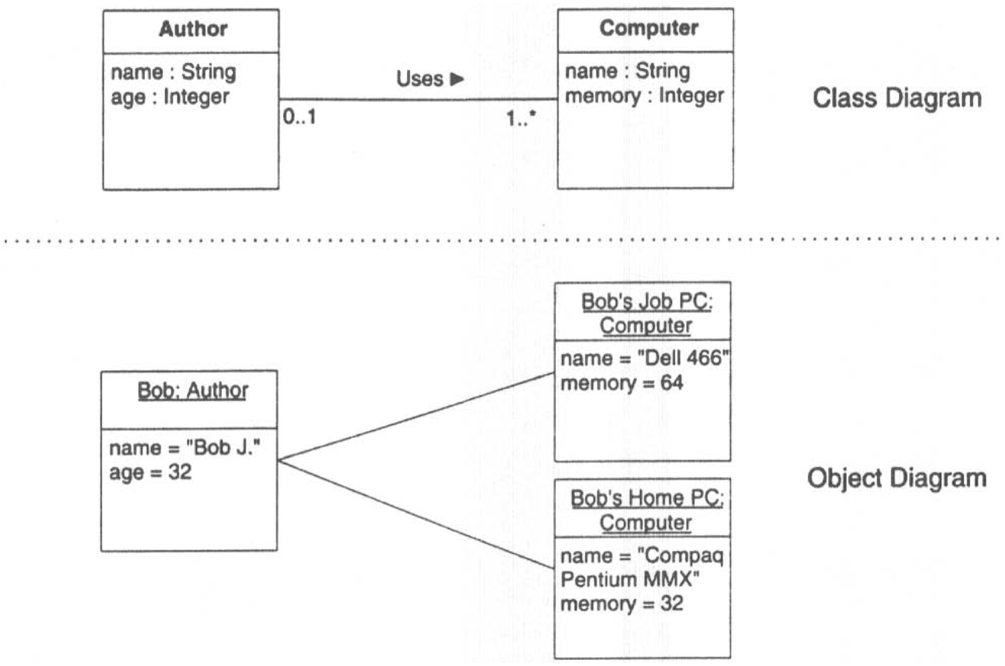 Author
name : String
age : Integer
Uses ►
0..1
1..*
Computer
name : String
memory : Integer
Class Diagram
Bob: Author
name = "Bob J."
age = 32
Bob's Job PC:
Computer
name = "Dell 466"
memory = 64
Bob's Home PC:
Computer
name = "Compaq
Pentium MMX"
memory = 32
Object Diagram